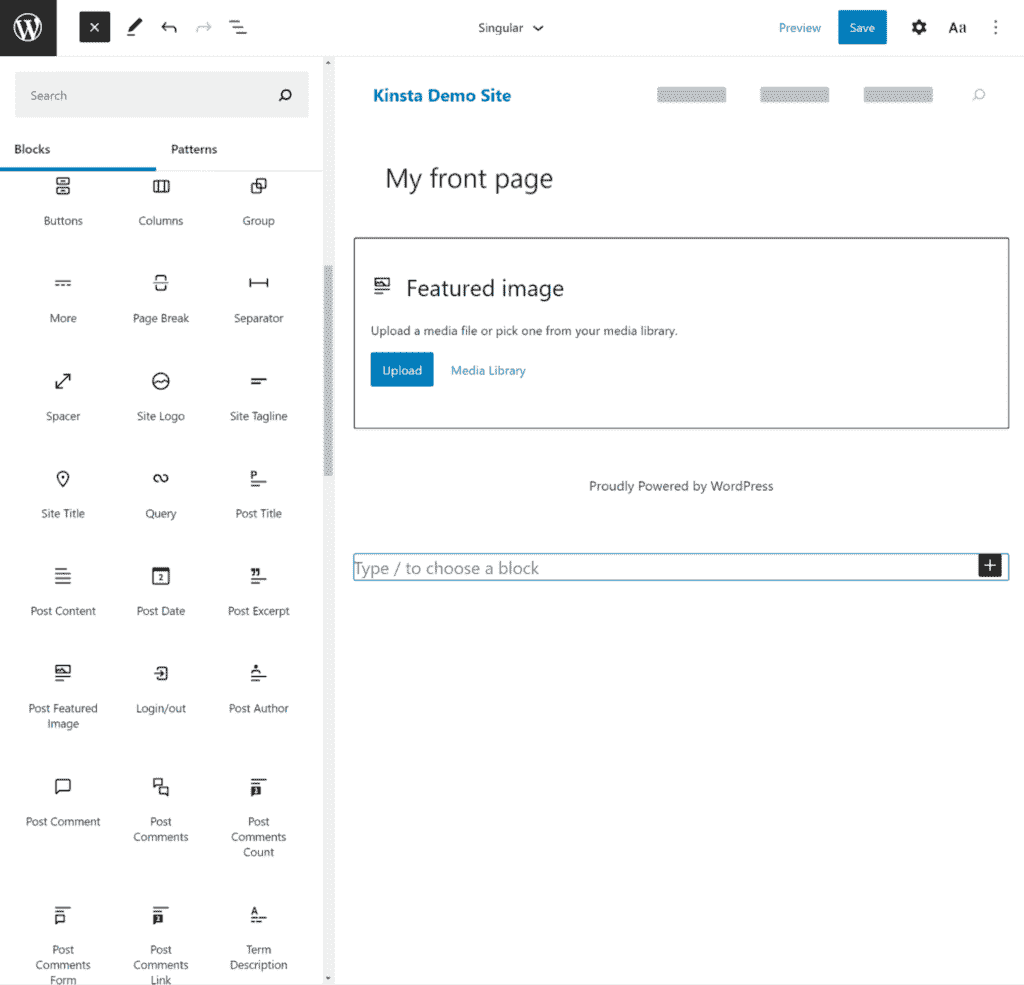 Singular
Preview
Save
Aa
Search
Blocks
Patterns
Buttons
Columns
Group
More
Page Break
Separator
Spacer
Site Logo
Site Tagline
Site Title
Query
Post Title
Post Content
Post Date
Post Excerpt
Post Featured
Image
Login/out
Post Author
Post Comment
Post
Comments
Post
Comments
Count
Post
Comments
Form
Post
Comments
Link
Term
Description
Kinsta Demo Site
My front page
Featured image
Upload a media file or pick one from your media library.
Upload
Media Library
Proudly Powered by WordPress
Type / to choose a block